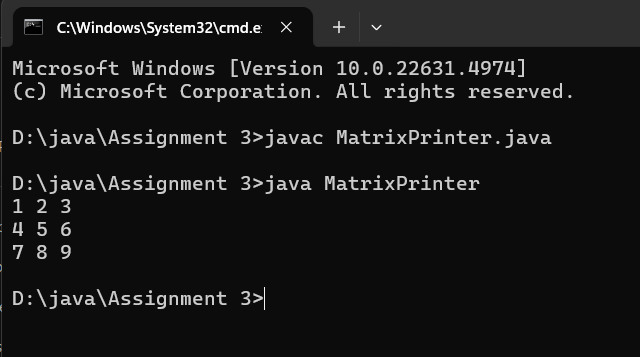 C:\Windows\System32\cmd.e
Microsoft Windows [Version 10.0.22631.4974]
(c) Microsoft Corporation. All rights reserved.
D:\java\Assignment 3>javac MatrixPrinter.java
D:\java\Assignment 3>java MatrixPrinter
1 2 3
4 5 6
7 8 9
D:\java\Assignment 3>